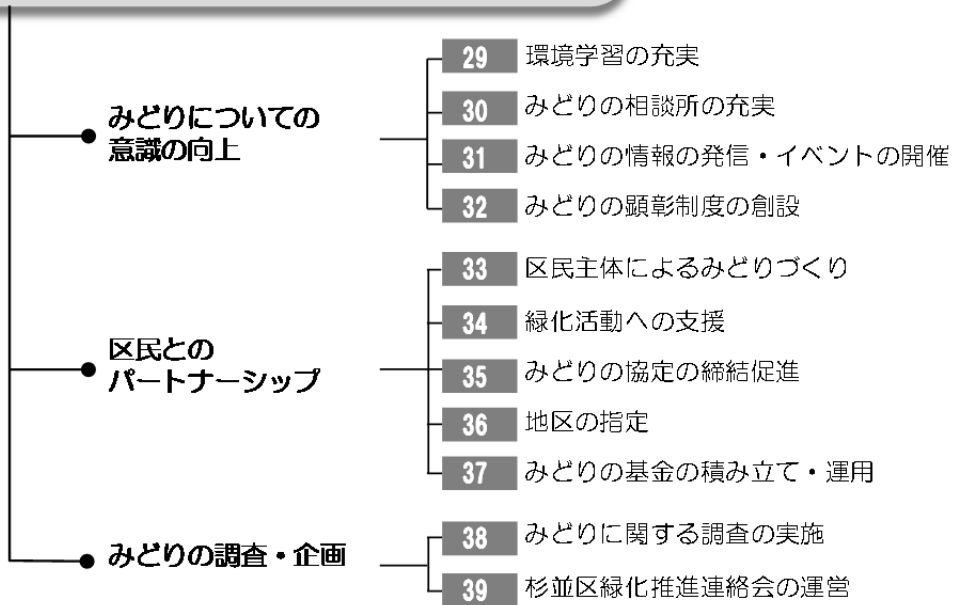 みどりについての
意識の向上
29 環境学習の充実
30 みどりの相談所の充実
31 みどりの情報の発信・イベントの開催
32 みどりの顕彰制度の創設
区民との
パートナーシップ
33 区民主体によるみどりづくり
34 緑化活動への支援
35 みどりの協定の締結促進
36 地区の指定
37 みどりの基金の積み立て・運用
みどりの調査・企画
38 みどりに関する調査の実施
39 杉並区緑化推進連絡会の運営